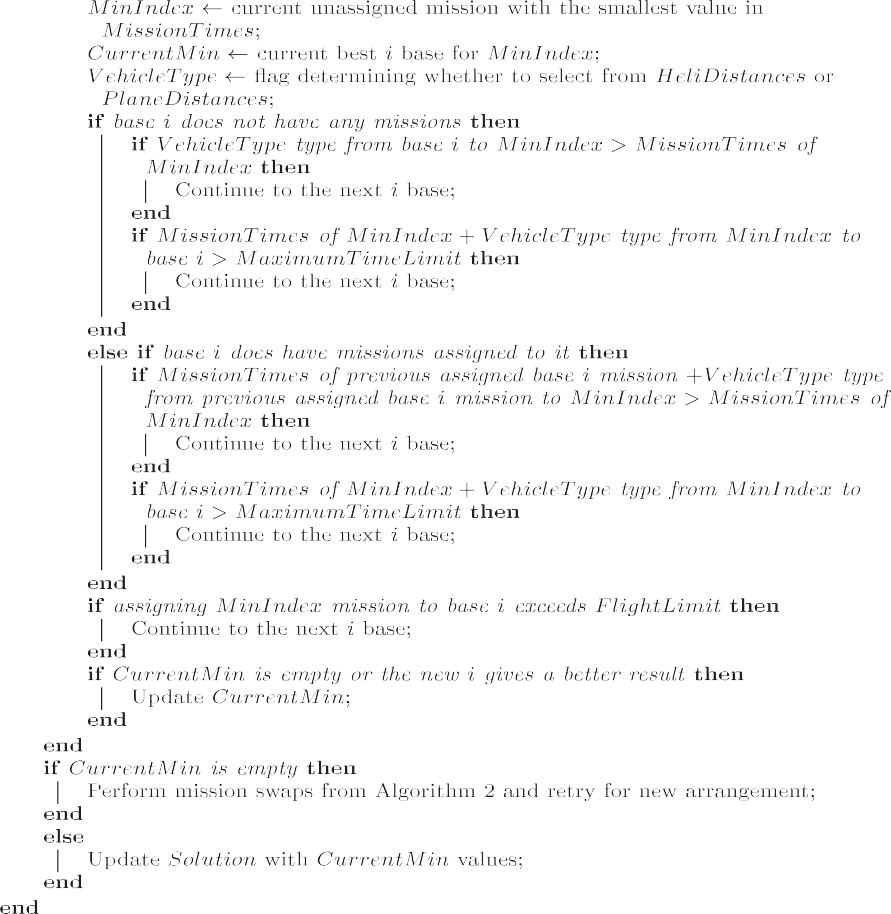 MinIndex ← current unassigned mission with the smallest value in
MissionTimes;
CurrentMin ← current best i base for MinIndex;
VehicleType ← flag determining whether to select from HeliDistances or
PlaneDistances;
if base i does not have any missions then
if VehicleType type from base i to MinIndex > MissionTimes of
MinIndex then
Continue to the next i base;
end
if MissionTimes of MinIndex + VehicleType type from MinIndex to
base i > MaximumTimeLimit then
Continue to the next i base;
end
end
else if base i does have missions assigned to it then
if MissionTimes of previous assigned base i mission +VehicleType type
from previous assigned base i mission to MinIndex > MissionTimes of
MinIndex then
Continue to the next i base;
end
if MissionTimes of MinIndex + VehicleType type from MinIndex to
base i > MaximumTimeLimit then
Continue to the next i base;
end
end
if assigning MinIndex mission to base i exceeds FlightLimit then
Continue to the next i base;
end
if CurrentMin is empty or the new i gives a better result then
Update CurrentMin;
end
end
if CurrentMin is empty then
Perform mission swaps from Algorithm 2 and retry for new arrangement;
end
else
Update Solution with CurrentMin values;
end
end